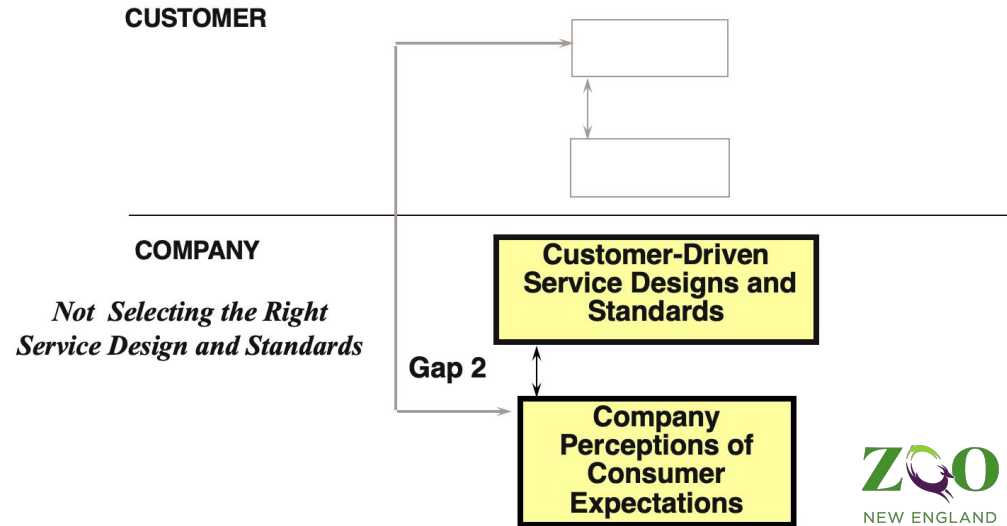 CUSTOMER
COMPANY
Not Selecting the Right
Service Design and Standards
Customer-Driven
Service Designs and
Standards
Gap 2
Company
Perceptions of
Consumer
Expectations
ZOO
NEW ENGLAND